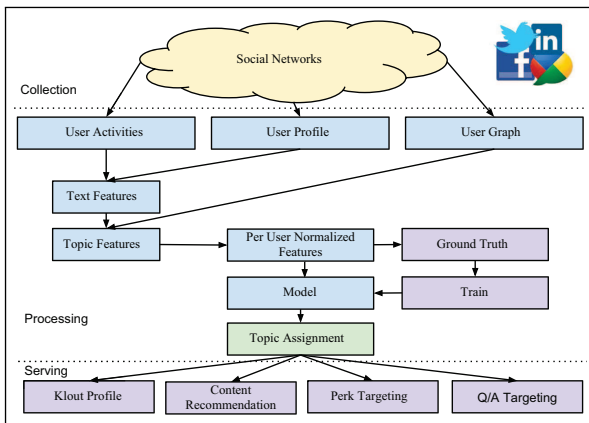 Social Networks
in
f
Collection
User Activities
User Profile
User Graph
Text Features
Topic Features
Per User Normalized
Features
Ground Truth
Model
Train
Processing
Topic Assignment
Serving
Klout Profile
Content
Recommendation
Perk Targeting
Q/A Targeting